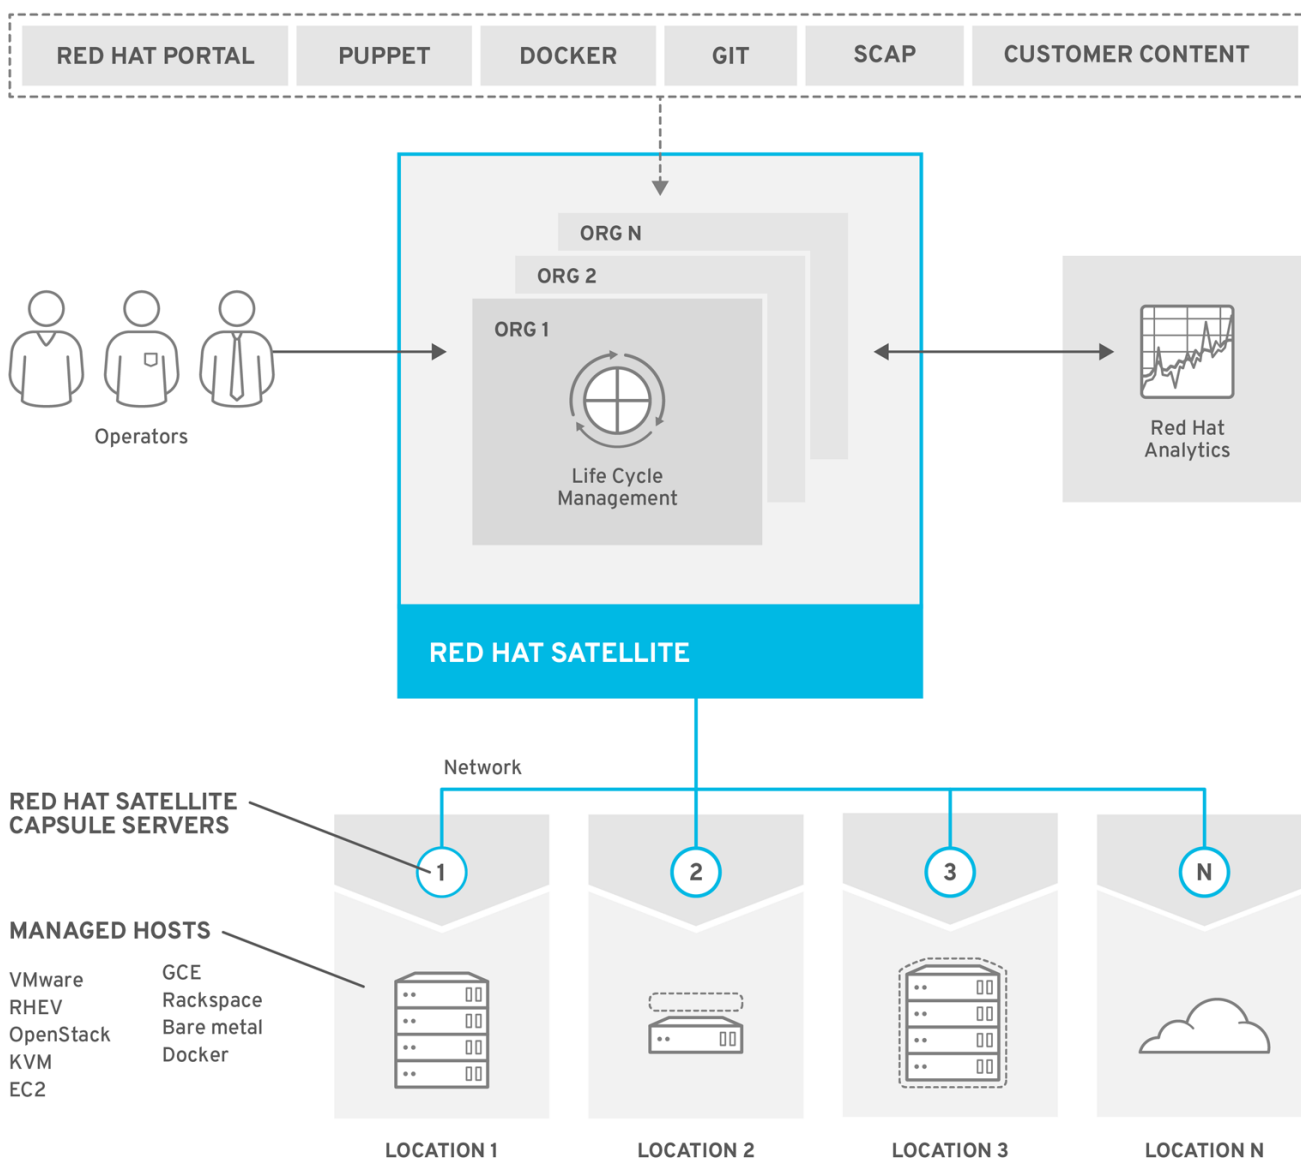 RED HAT PORTAL
PUPPET
DOCKER
GIT
SCAP
CUSTOMER CONTENT
ORG N
ORG 2
ORG 1
Life Cycle
Management
Operators
Red Hat
Analytics
RED HAT SATELLITE
Network
RED HAT SATELLITE
CAPSULE SERVERS
1
2
3
N
MANAGED HOSTS
VMware
RHEV
OpenStack
KVM
EC2
GCE
Rackspace
Bare metal
Docker
LOCATION 1
LOCATION 2
LOCATION 3
LOCATION N